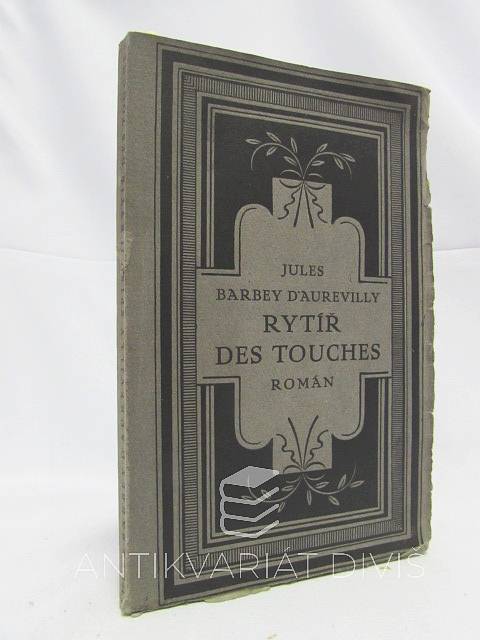 JULES
BARBEY D'AUREVILLY
RYTÍŘ
DES TOUCHES
ROMÁN
ANTIKVARIÁT DIVIŠ